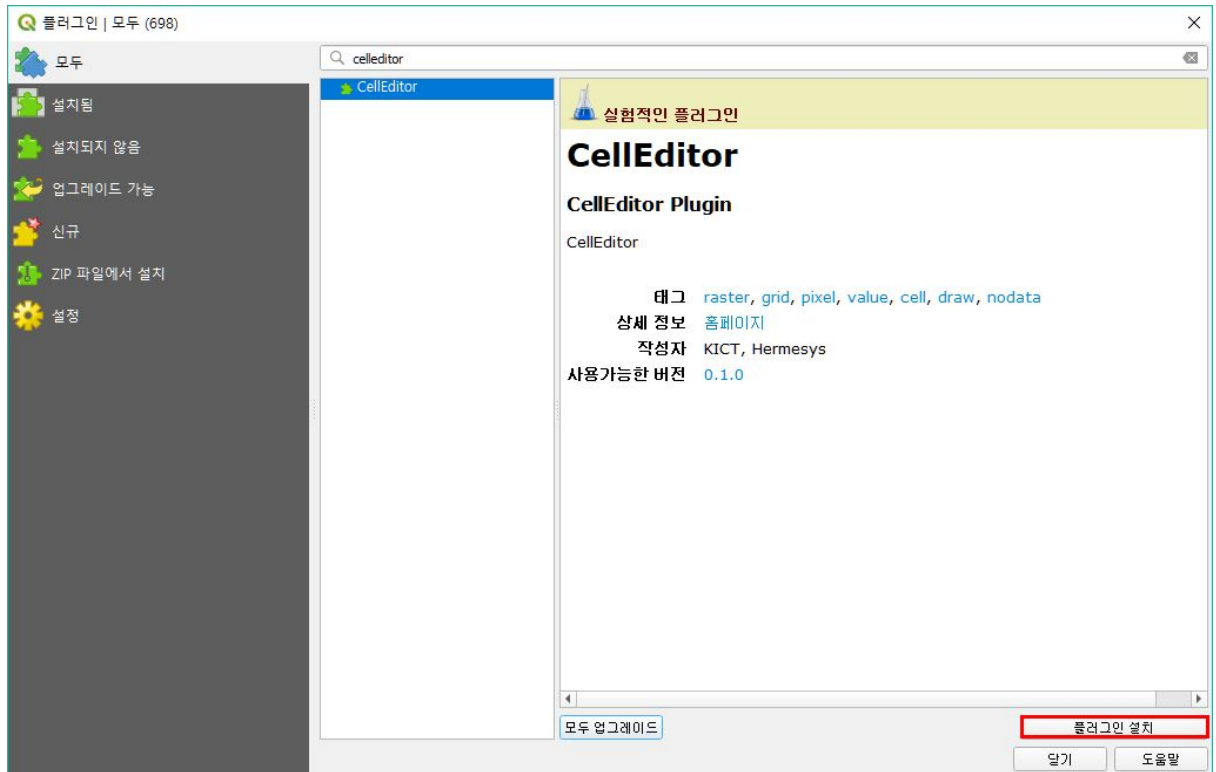 플러그인 | 모두 (698)
모두
설치됨
설치되지 않음
업그레이드 가능
신규
ZIP 파일에서 설치
설정
celleditor
CellEditor
실험적인 플러그인
CellEditor
CellEditor Plugin
CellEditor
태그 raster, grid, pixel, value, cell, draw, nodata
상세 정보 홈페이지
작성자 KICT, Hermesys
사용가능한 버전 0.1.0
모두 업그레이드
플러그인 설치
닫기
도움말